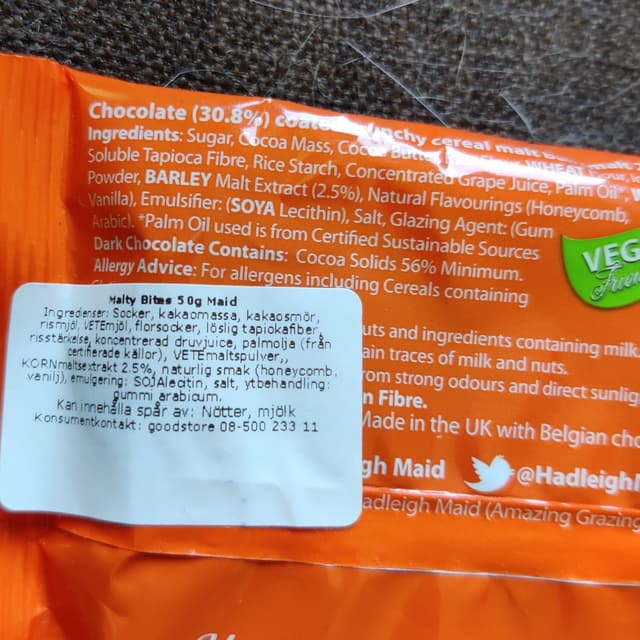 Chocolate (30.8%) coated crunchy cereal malt
Ingredients: Sugar, Cocoa Mass, Cocoa Butter, WHEAT
Soluble Tapioca Fibre, Rice Starch, Concentrated Grape Juice, Palm Oil*,
Powder, BARLEY Malt Extract (2.5%), Natural Flavourings (Honeycomb,
Vanilla), Emulsifier: (SOYA Lecithin), Salt, Glazing Agent: (Gum
Arabic). *Palm Oil used is from Certified Sustainable Sources
Dark Chocolate Contains: Cocoa Solids 56% Minimum.
Allergy Advice: For allergens including Cereals containing
VEG
uts and ingredients containing milk.
ain traces of milk and nuts.
om strong odours and direct sunlig
n Fibre.
Made in the UK with Belgian cho
gh Maid
@HadleighM
adleigh Maid (Amazing Grazing
Malty Bites 50g Maid
Ingredienser: Socker, kakaomassa, kakaosmör,
rismjöl, VETEmjöl, florsocker, löslig tapiokafiber,
risstärkelse, koncentrerad druvjuice, palmolja (från
certifierade källor), VETEmaltspulver,,
KORNmaltsextrakt 2.5%, naturlig smak (honeycomb,
vanilj), emulgering: SOJAlecitin, salt, ytbehandling:
gummi arabicum.
Kan innehålla spår av: Nötter, mjölk
Konsumentkontakt: goodstore 08-500 233 11